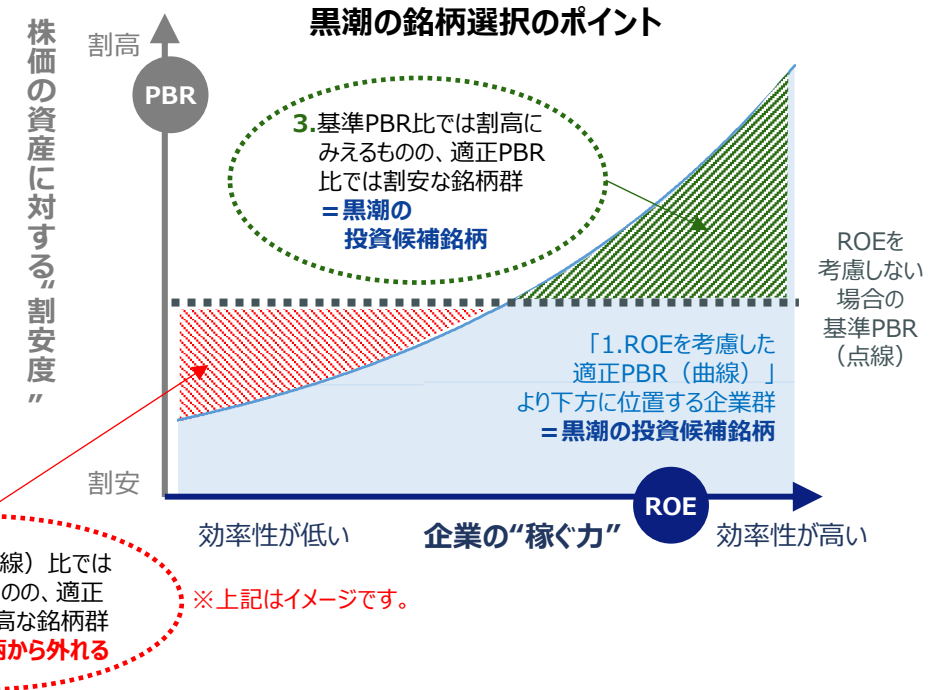 黒潮の銘柄選択のポイント
株価の資産に対する“割安度”
割高
PBR
3.基準PBR比では割高に
みえるものの、適正PBR
比では割安な銘柄群
=黒潮の
投資候補銘柄
ROEを
考慮しない
場合の
基準PBR
（点線）
「1.ROEを考慮した
適正PBR（曲線）」
より下方に位置する企業群
=黒潮の投資候補銘柄
割安
ROE
効率性が低い
企業の“稼ぐ力”
効率性が高い
線）比では
のの、適正
高な銘柄群
から外れる
※上記はイメージです。